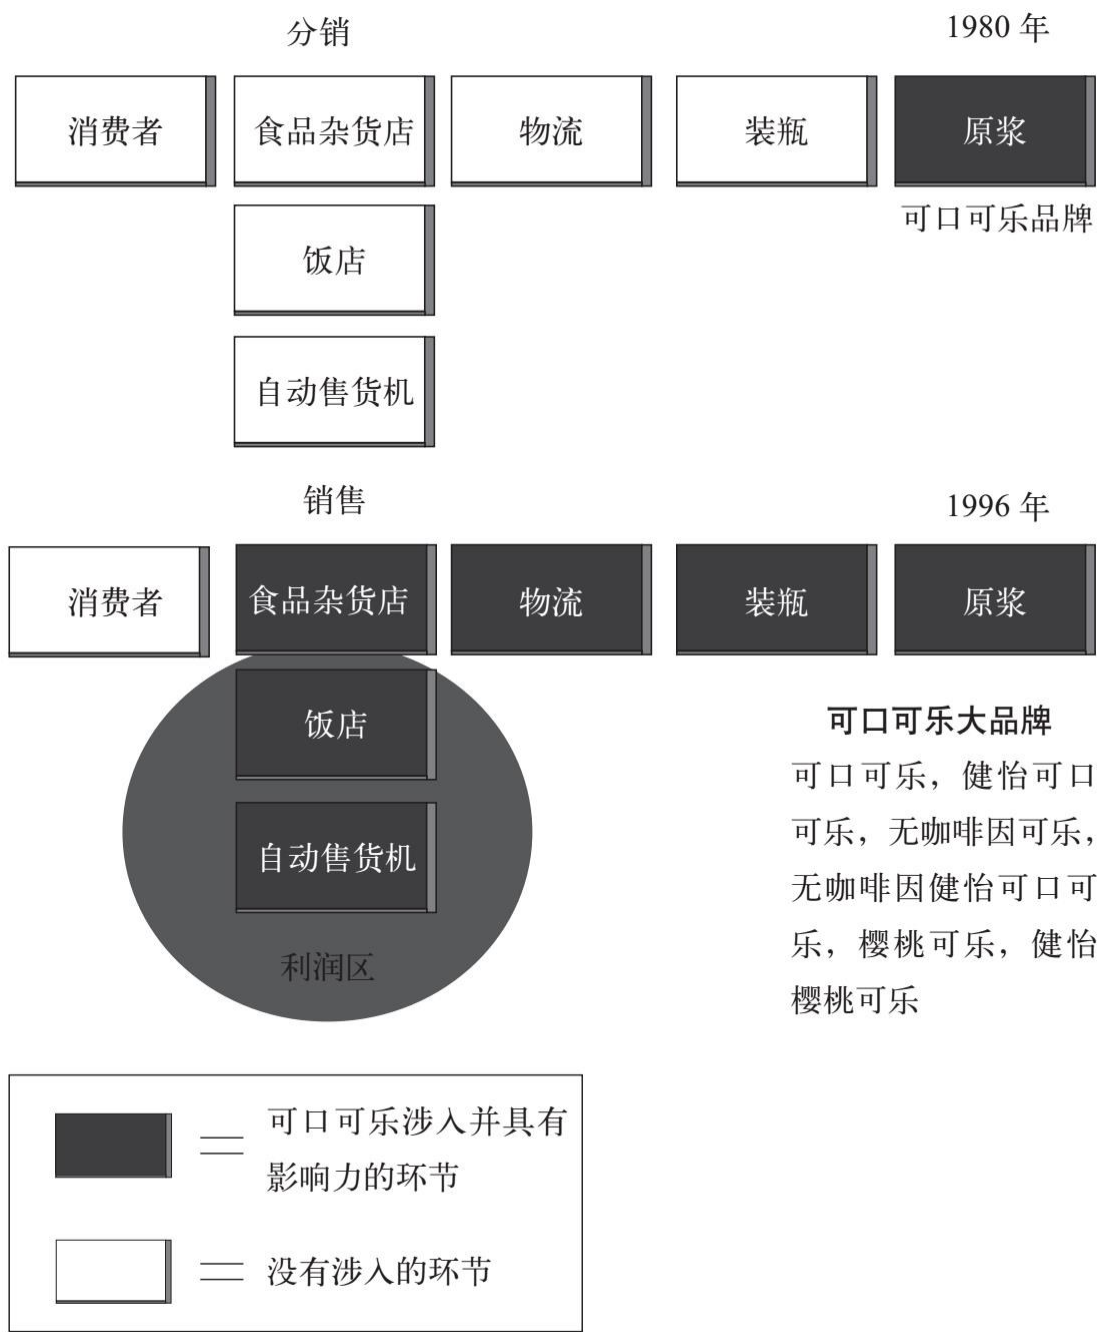 分销
1980 年
消费者
食品杂货店
物流
装瓶
原浆
可口可乐品牌
饭店
自动售货机
销售
1996 年
消费者
食品杂货店
物流
装瓶
原浆
饭店
自动售货机
利润区
可口可乐大品牌
可口可乐，健怡可口
可乐，无咖啡因可乐，
无咖啡因健怡可口可
乐，樱桃可乐，健怡
樱桃可乐
可口可乐涉入并具有
影响力的环节
没有涉入的环节